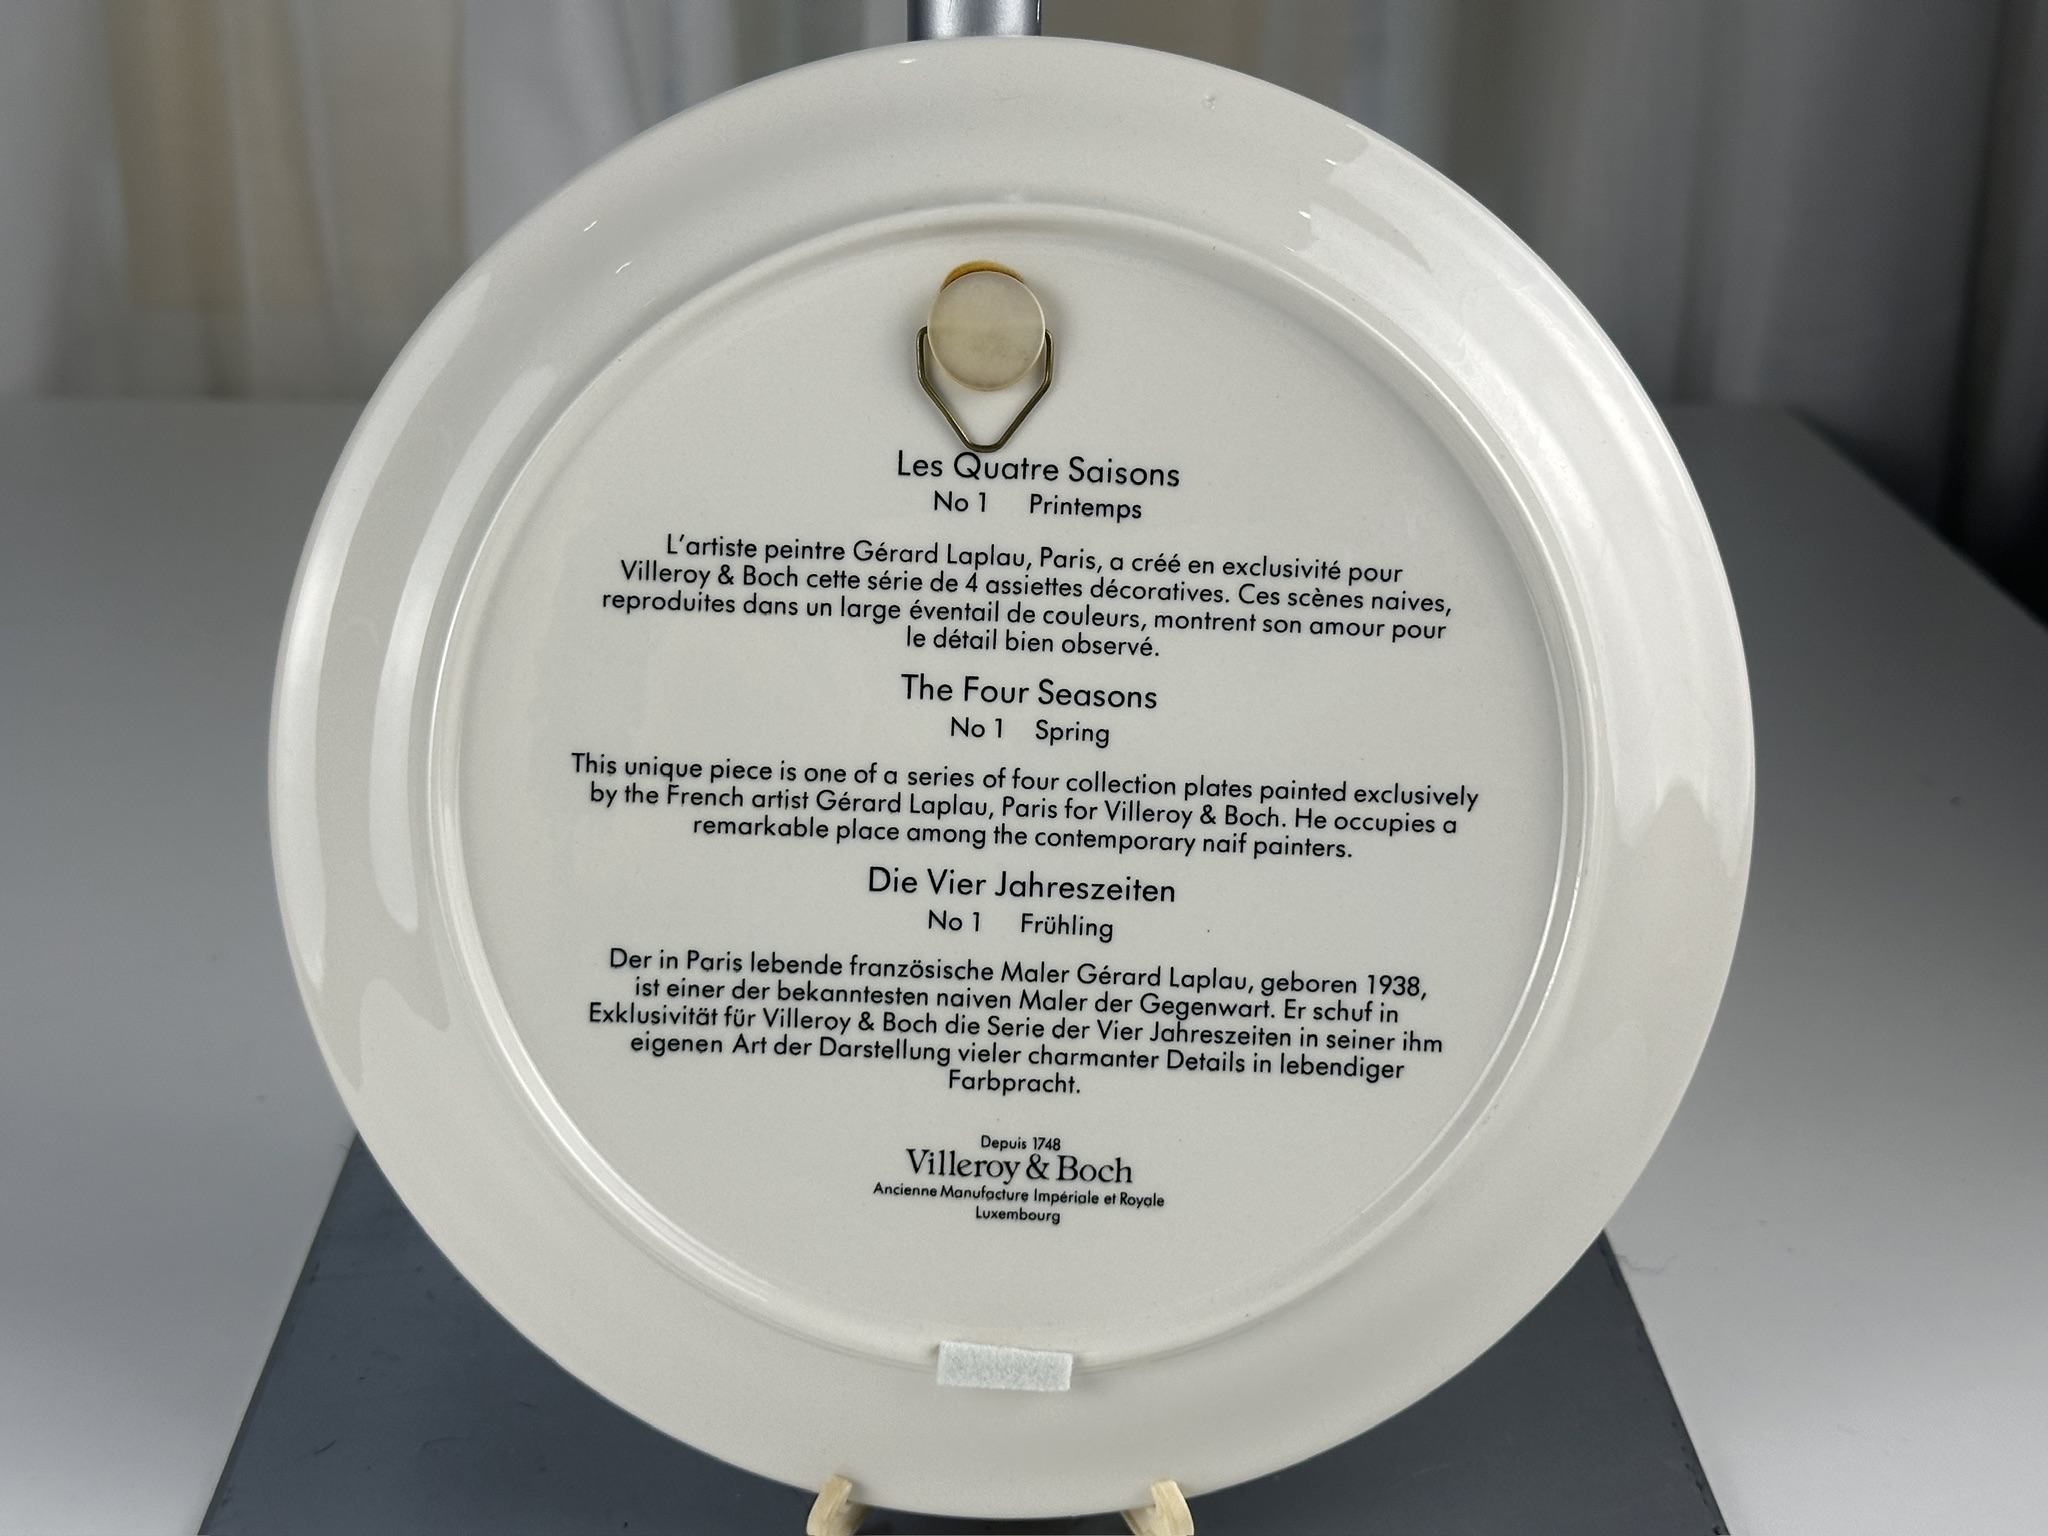 Les Quatre Saisons
No 1 Printemps
L'artiste peintre Gérard Laplau, Paris, a créé en exclusivité pour
Villeroy & Boch cette série de 4 assiettes décoratives. Ces scènes naives,
reproduites dans un large éventail de couleurs, montrent son amour pour
le détail bien observé.
The Four Seasons
No 1 Spring
This unique piece is one of a series of four collection plates painted exclusively
by the French artist Gérard Laplau, Paris for Villeroy & Boch. He occupies a
remarkable place among the contemporary naif painters.
Die Vier Jahreszeiten
No 1 Frühling
Der in Paris lebende französische Maler Gérard Laplau, geboren 1938,
ist einer der bekanntesten naiven Maler der Gegenwart. Er schuf in
Exklusivität für Villeroy & Boch die Serie der Vier Jahreszeiten in seiner ihm
eigenen Art der Darstellung vieler charmanter Details in lebendiger
Farbpracht.
Depuis 1748
Villeroy & Boch
Ancienne Manufacture Impériale et Royale
Luxembourg